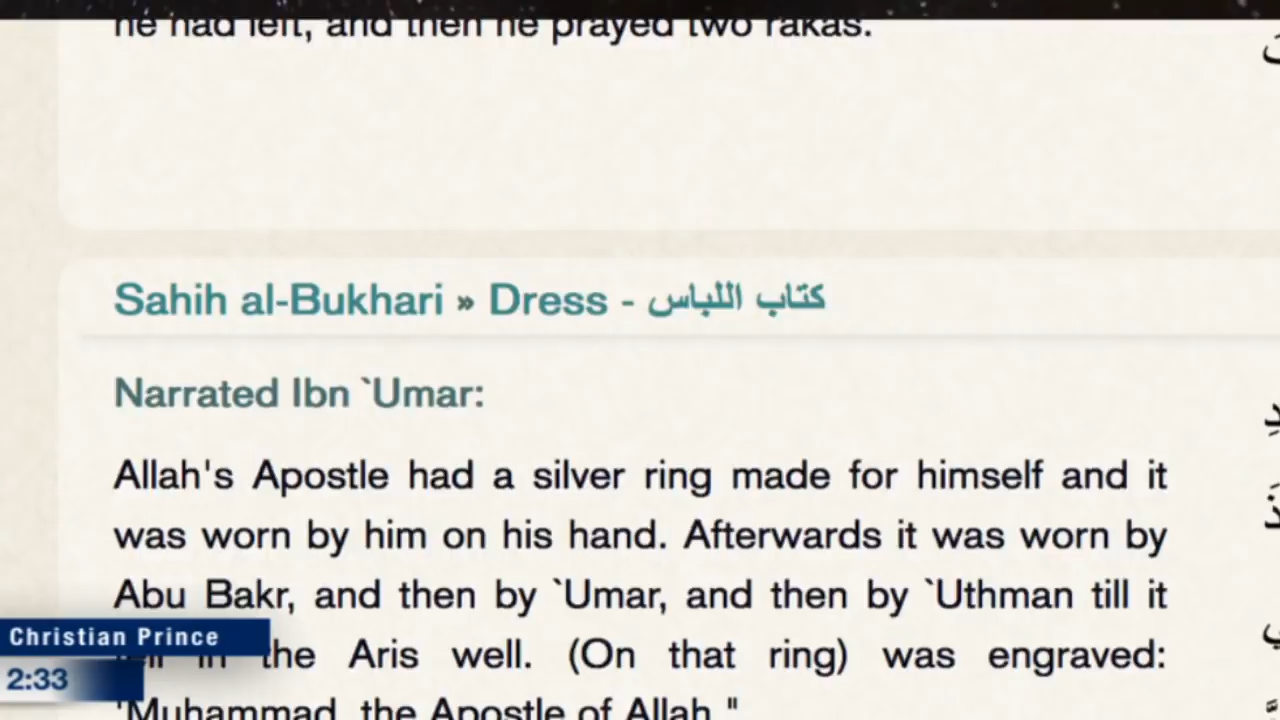 he had left, and then he prayed two rakas.
Sahih al-Bukhari » Dress - كتاب اللباس
Narrated Ibn `Umar:
Allah's Apostle had a silver ring made for himself and it
was worn by him on his hand. Afterwards it was worn by
Abu Bakr, and then by `Umar, and then by `Uthman till it
fell in the Aris well. (On that ring) was engraved:
'Muhammad, the Apostle of Allah."
Christian Prince
2:33